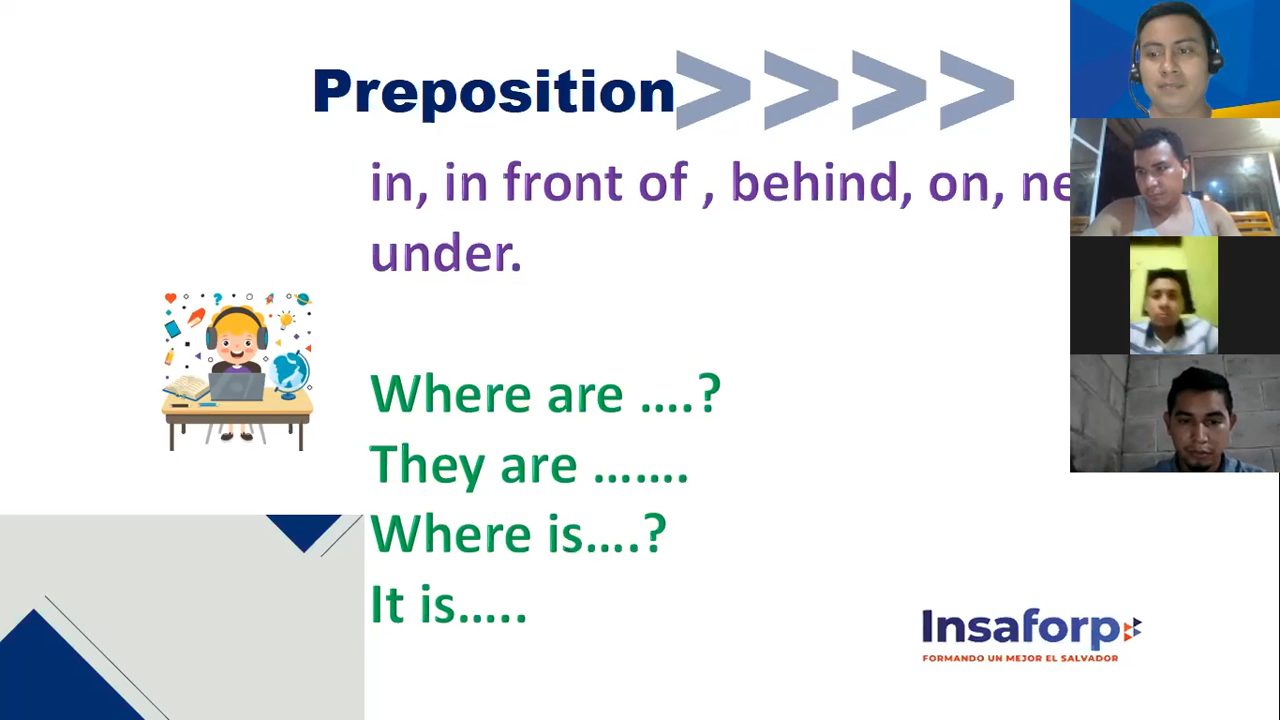 Preposition>>>>
in, in front of , behind, on,
under.
Where are ....?
They are .......
Where is....?
It is.....
Insaforp
FORMANDO UN MEJOR EL SALVADOR